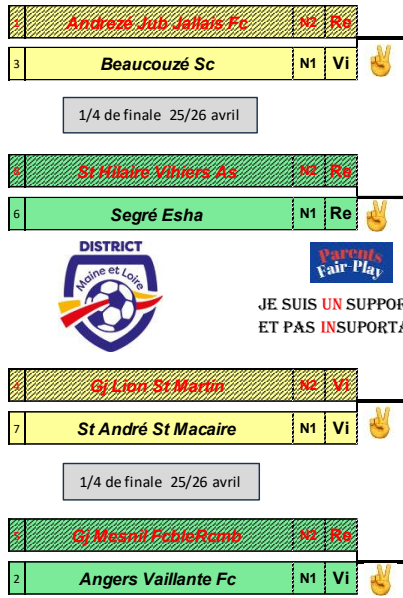 1 Andrezé Jub Jallais Fc N2 Re
3 Beaucouzé Sc N1 Vi
1/4 de finale 25/26 avril
8 St Hilaire Vihiers As N2 Re
6 Segré Esha N1 Re
DISTRICT
Maine et Loire
Parents
Fair-Play
JE SUIS UN SUPPOR
ET PAS INSUPORTA
4 Gj Lion St Martin N2 Vi
7 St André St Macaire N1 Vi
1/4 de finale 25/26 avril
5 Gj Mesnil FcbleRcmb N2 Re
2 Angers Vaillante Fc N1 Vi